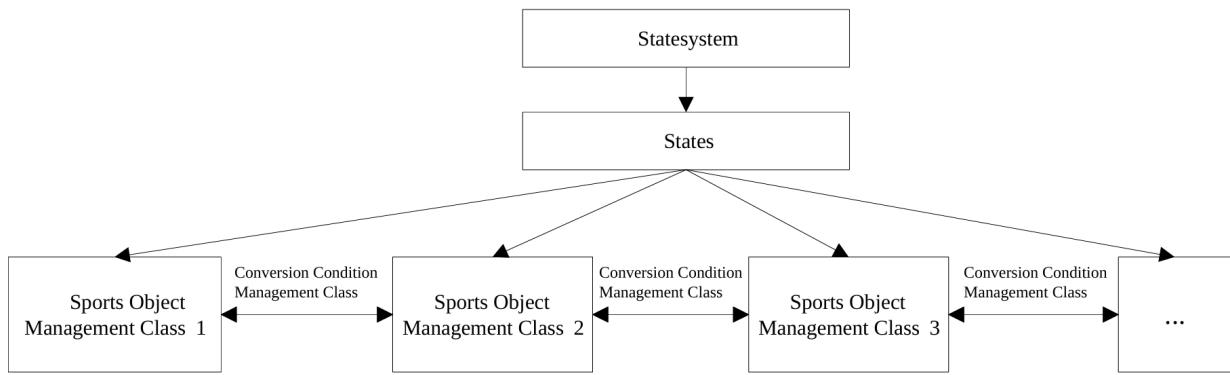 Statesystem
States
Conversion Condition
Management Class
Conversion Condition
Management Class
Conversion Condition
Management Class
Sports Object
Management Class 1
Sports Object
Management Class 2
Sports Object
Management Class 3
...